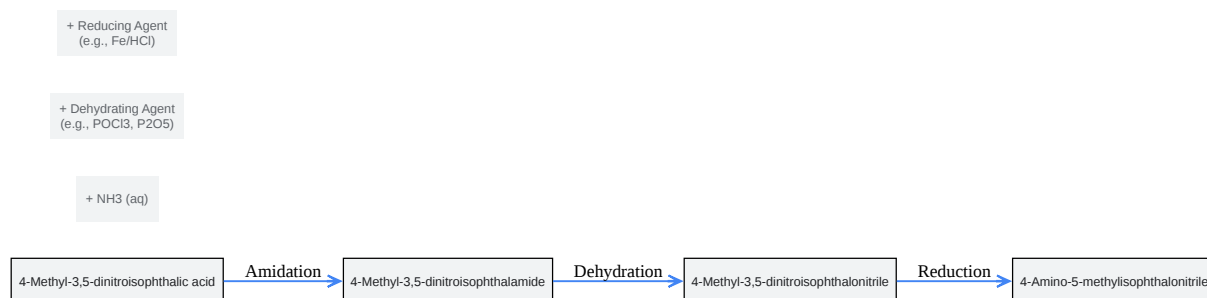 + Reducing Agent
(e.g., Fe/HCl)
+ Dehydrating Agent
(e.g., POCl3, P2O5)
+ NH3 (aq)
4-Methyl-3,5-dinitroisophthalic acid
Amidation
4-Methyl-3,5-dinitroisophthalamide
Dehydration
4-Methyl-3,5-dinitroisophthalonitrile
Reduction
4-Amino-5-methylisophthalonitrile